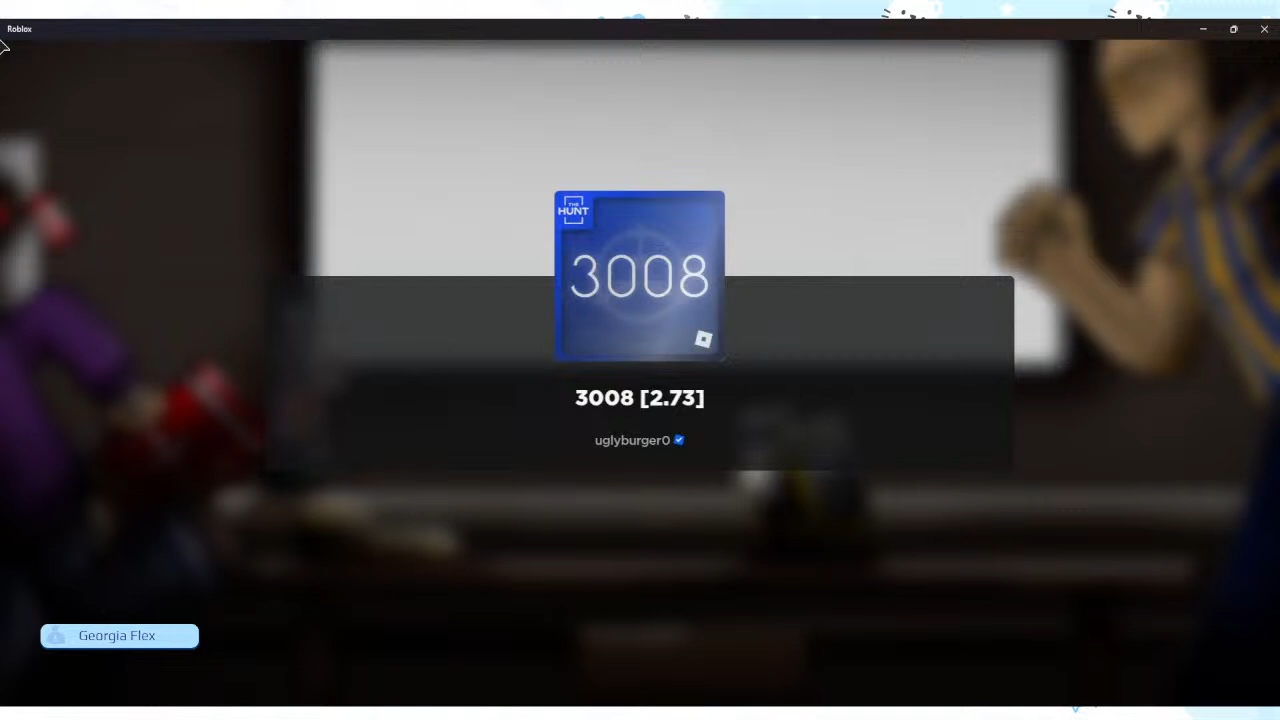 Roblox
THE
HUNT
3008
3008 [2.73]
uglyburger0
Georgia Flex